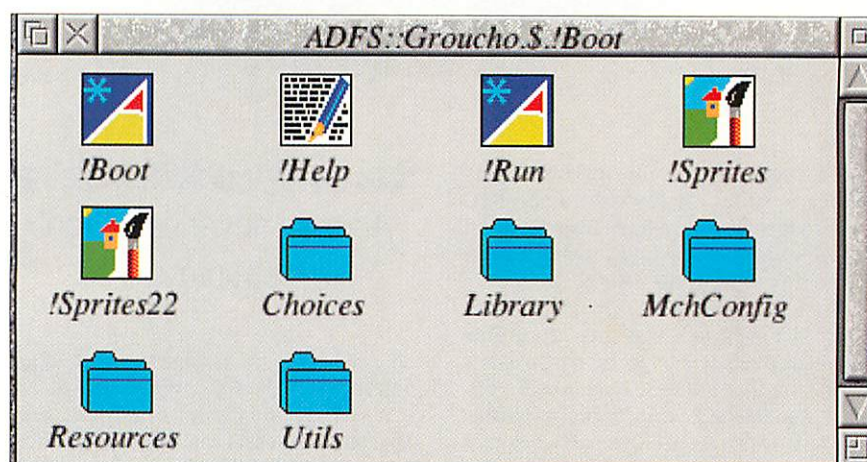 ADFS::Groucho.$.!Boot
!Boot !Help !Run !Sprites
!Sprites22 Choices Library MchConfig
Resources Utils